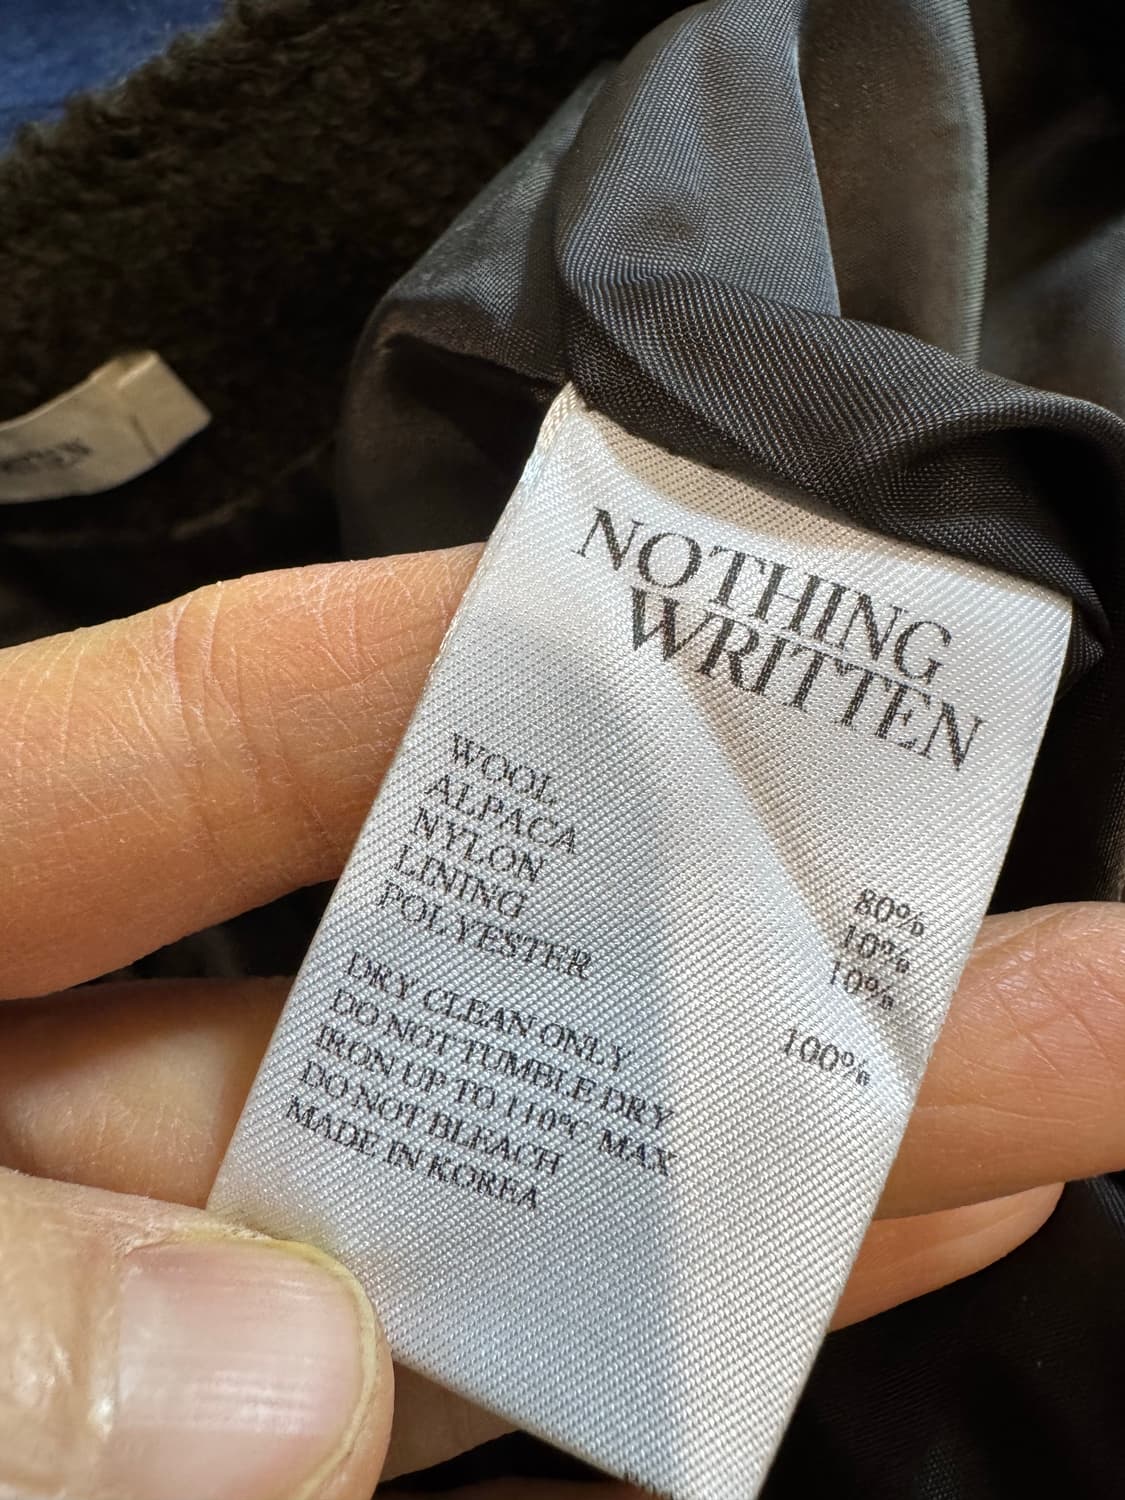 NOTHING
WRITTEN
WOOL 80%
ALPACA 10%
NYLON 10%
LINING
POLYESTER 100%
DRY CLEAN ONLY
DO NOT TUMBLE DRY
IRON UP TO 110°C MAX
DO NOT BLEACH
MADE IN KOREA